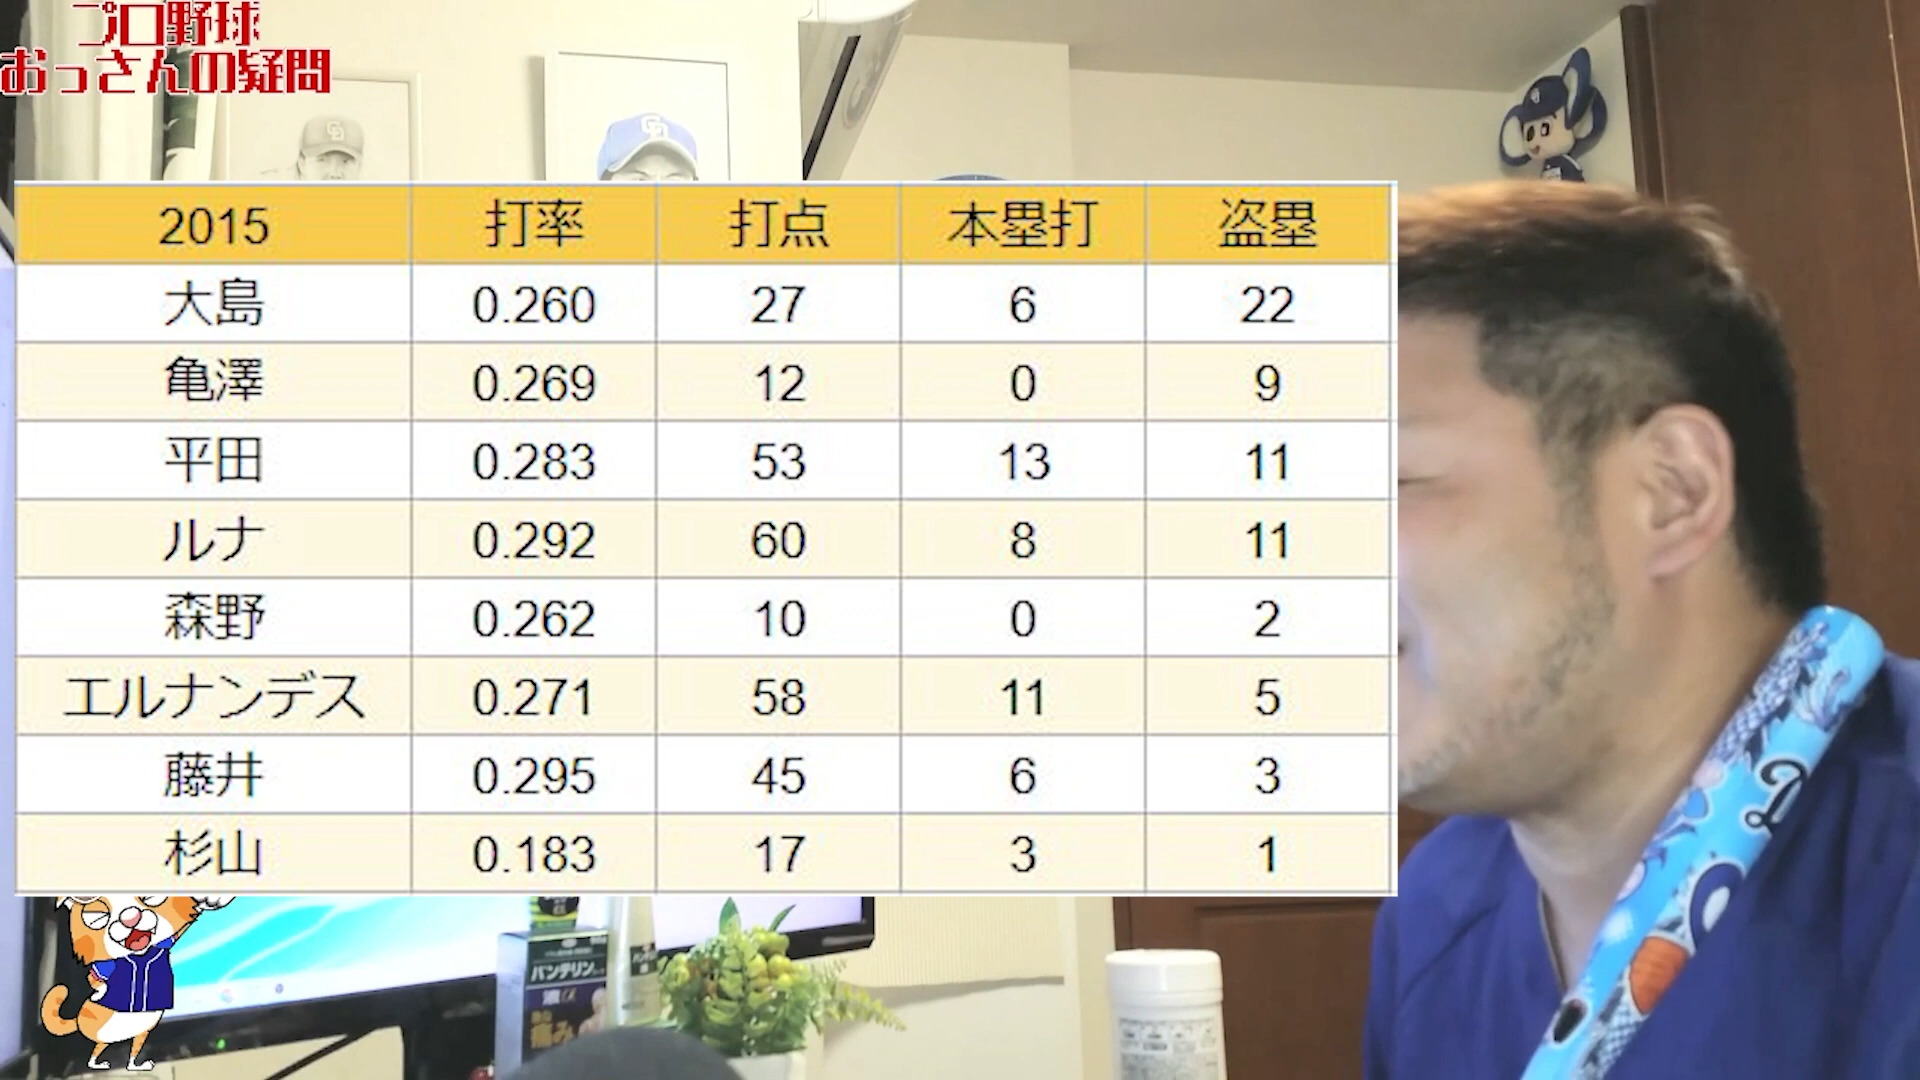 プロ野球
おっさんの疑問
2015 打率 打点 本塁打 盗塁
大島 0.260 27 6 22
亀澤 0.269 12 0 9
平田 0.283 53 13 11
ルナ 0.292 60 8 11
森野 0.262 10 0 2
エルナンデス 0.271 58 11 5
藤井 0.295 45 6 3
杉山 0.183 17 3 1
バンテリン